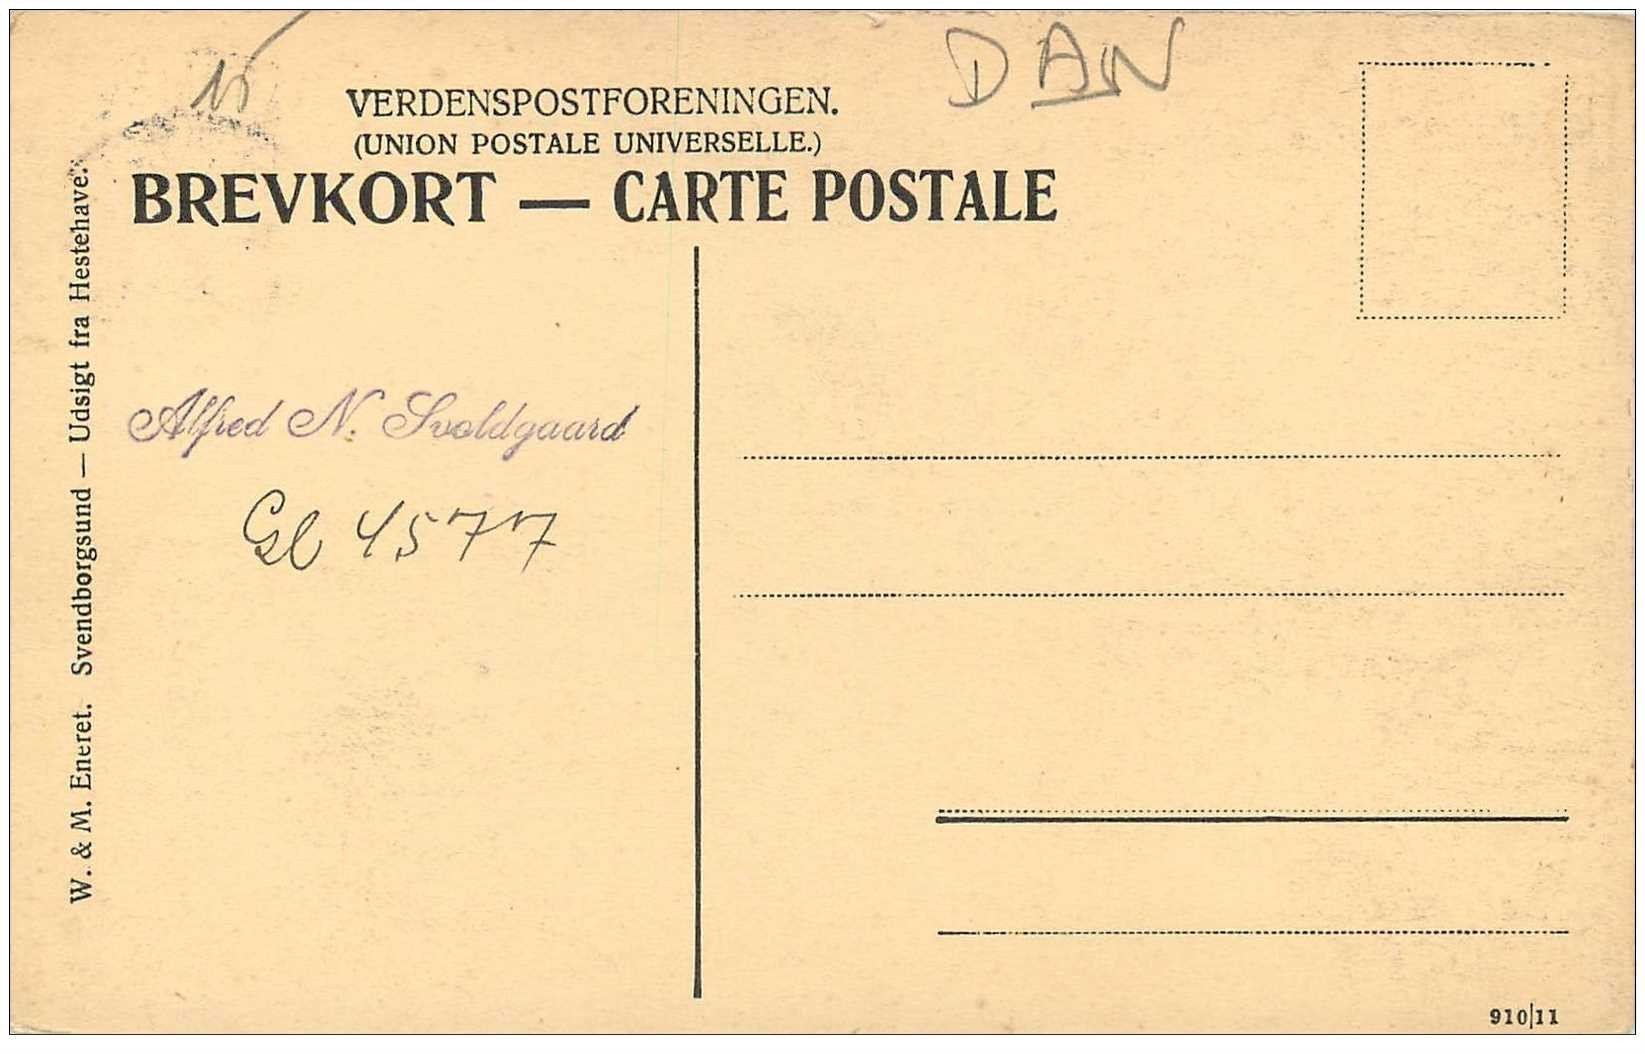 15
DAN
VERDENSPOSTFORENINGEN.
(UNION POSTALE UNIVERSELLE.)
BREVKORT — CARTE POSTALE
W. & M. Eneret. Svendborgsund — Udsigt fra Hestehave.
Alfred N. Svoldgaard
Gl 4577
910/11